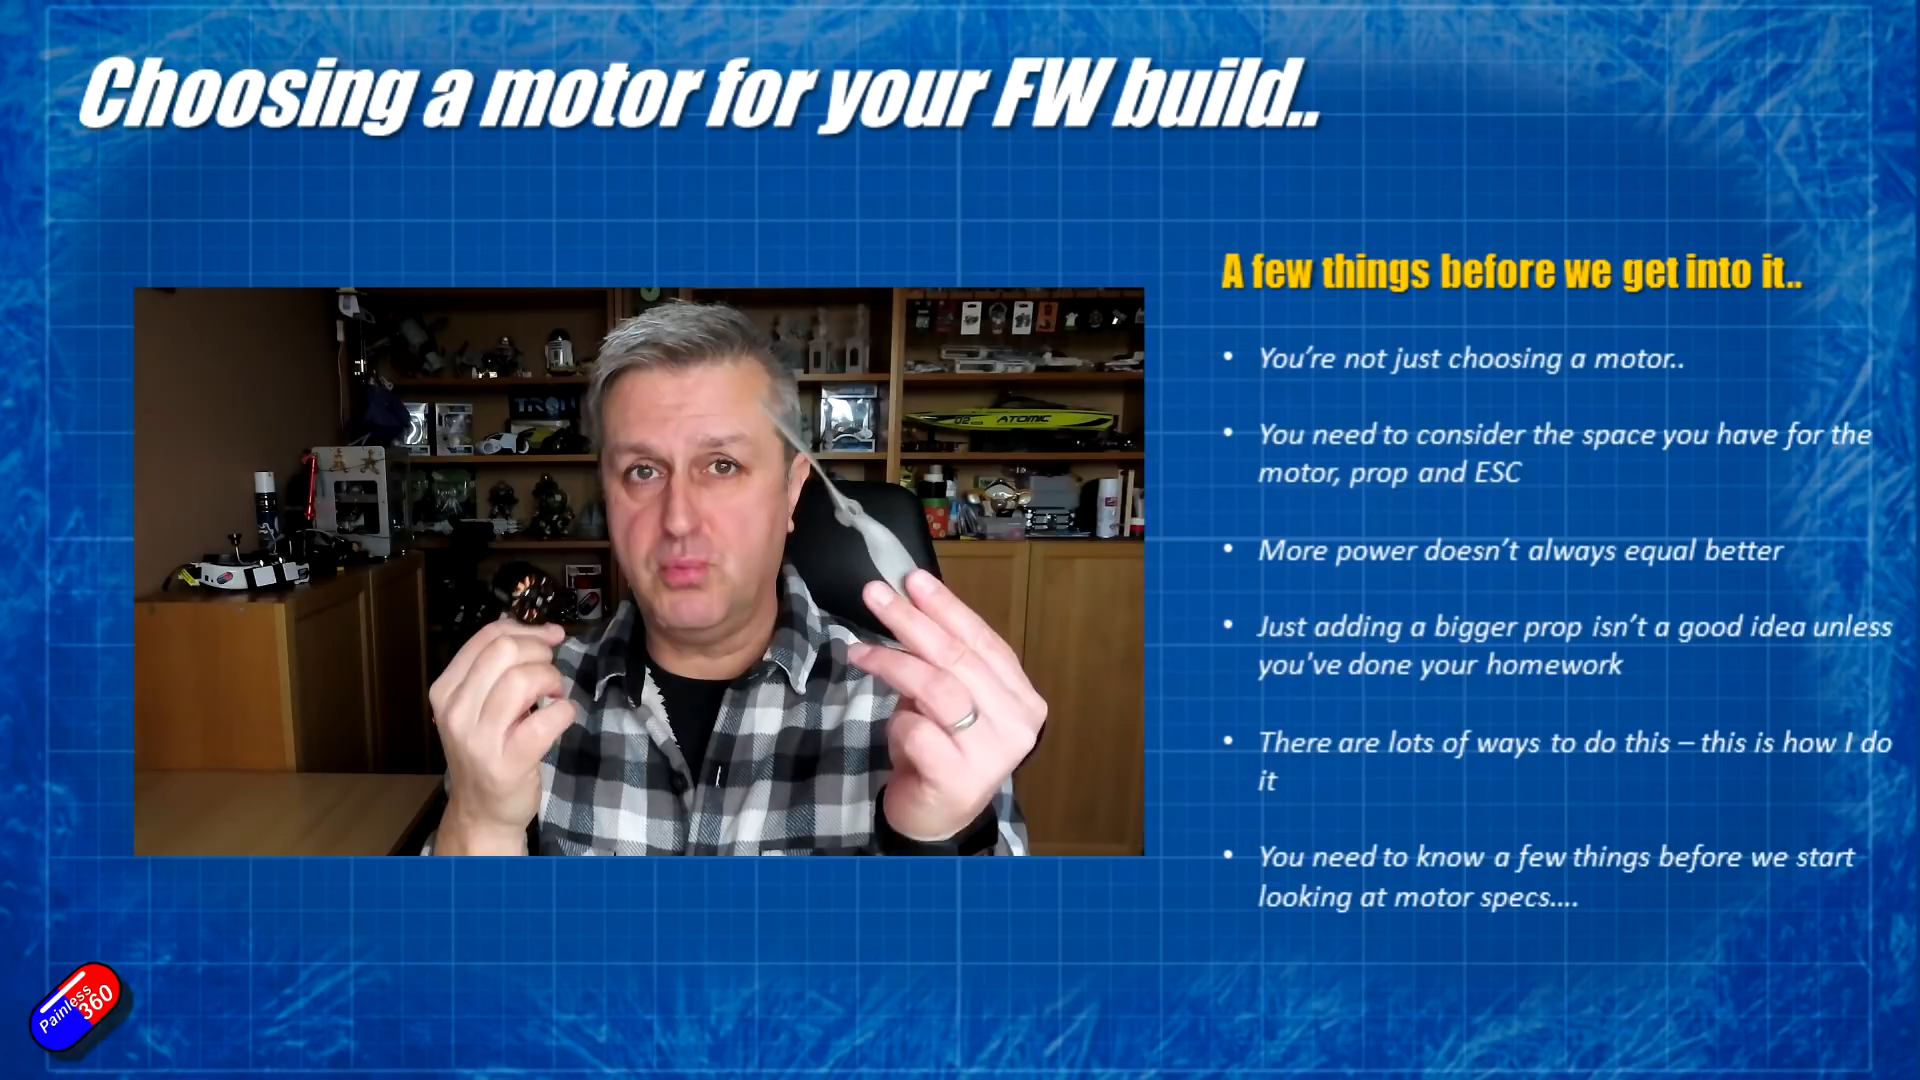 Choosing a motor for your FW build..
A few things before we get into it..
• You're not just choosing a motor..
• You need to consider the space you have for the
motor, prop and ESC
• More power doesn't always equal better
• Just adding a bigger prop isn't a good idea unless
you've done your homework
• There are lots of ways to do this – this is how I do
it
• You need to know a few things before we start
looking at motor specs....
TRON
ATOMIC
Painless
360